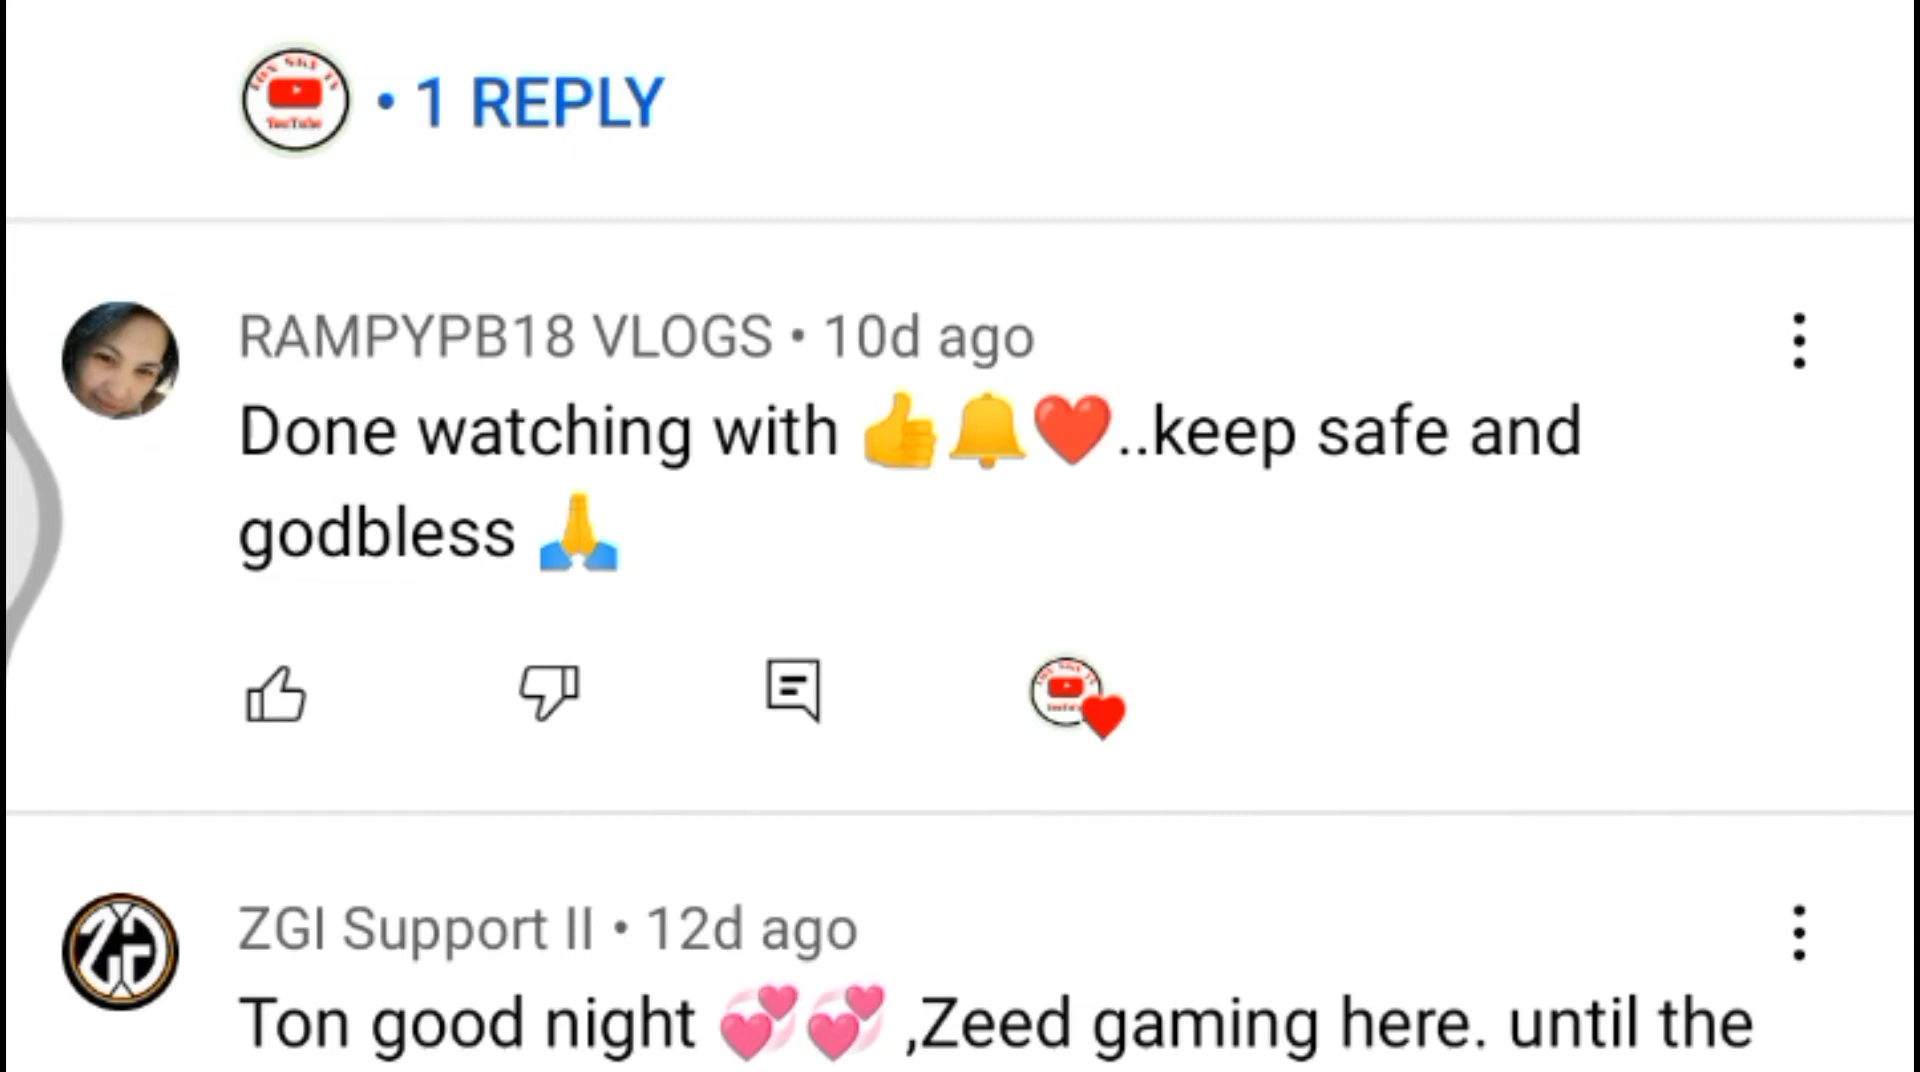 • 1 REPLY
RAMPYPB18 VLOGS • 10d ago
Done watching with 👍🔔❤️..keep safe and
godbless 🙏
ZGI Support II • 12d ago
Ton good night 💞💞 ,Zeed gaming here. until the